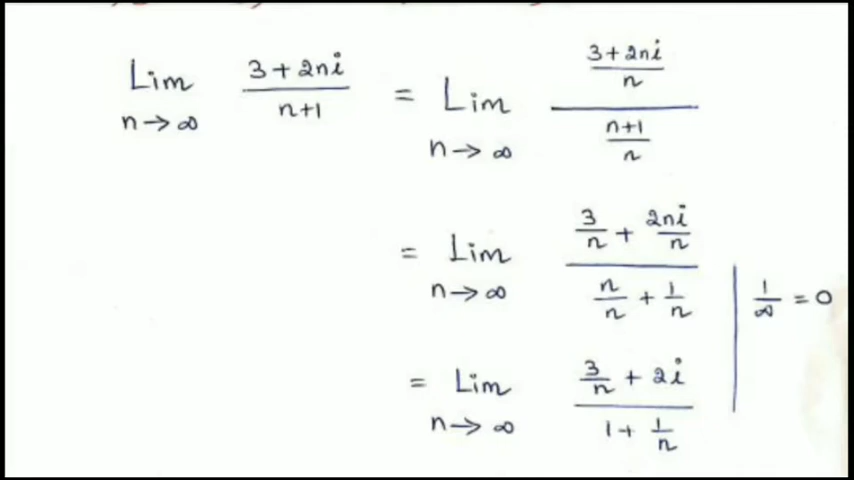 Lim n→∞ (3+2ni)/(n+1) = Lim n→∞ ((3+2ni)/n)/((n+1)/n)
= Lim n→∞ (3/n + 2ni/n)/(n/n + 1/n) | 1/∞ = 0
= Lim n→∞ (3/n + 2i)/(1 + 1/n)